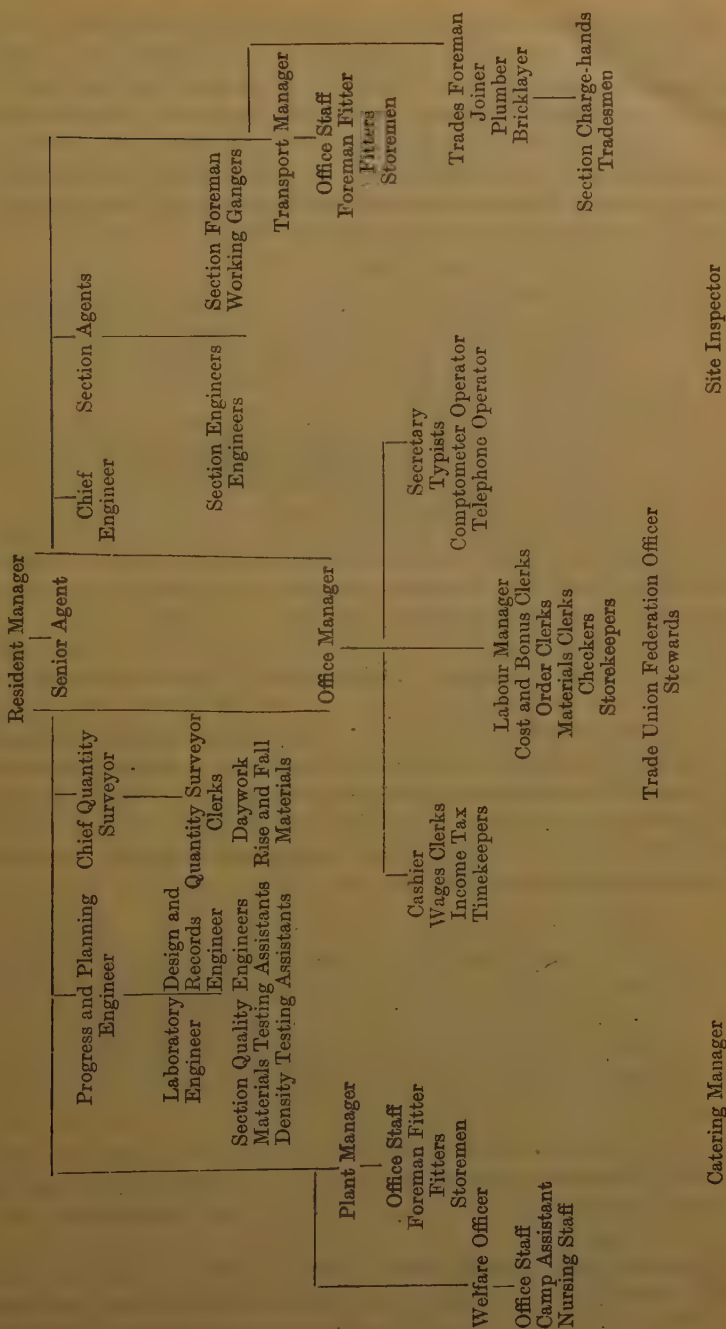 Resident Manager
Senior Agent
Progress and Planning
Engineer
Chief Quantity
Surveyor
Chief
Engineer
Section Agents
Laboratory
Engineer
Design and
Records
Engineer
Quantity Surveyor
Clerks
Section Quality Engineers
Materials Testing Assistants
Density Testing Assistants
Daywork
Rise and Fall
Materials
Section Engineers
Engineers
Section Foreman
Working Gangers
Plant Manager
Office Staff
Foreman Fitter
Fitters
Storemen
Office Manager
Transport Manager
Office Staff
Foreman Fitter
Fitters
Storemen
Welfare Officer
Office Staff
Camp Assistant
Nursing Staff
Cashier
Wages Clerks
Income Tax
Timekeepers
Labour Manager
Cost and Bonus Clerks
Order Clerks
Materials Clerks
Checkers
Storekeepers
Secretary
Typists
Comptometer Operator
Telephone Operator
Trades Foreman
Joiner
Plumber
Bricklayer
Section Charge-hands
Tradesmen
Catering Manager
Trade Union Federation Officer
Stewards
Site Inspector